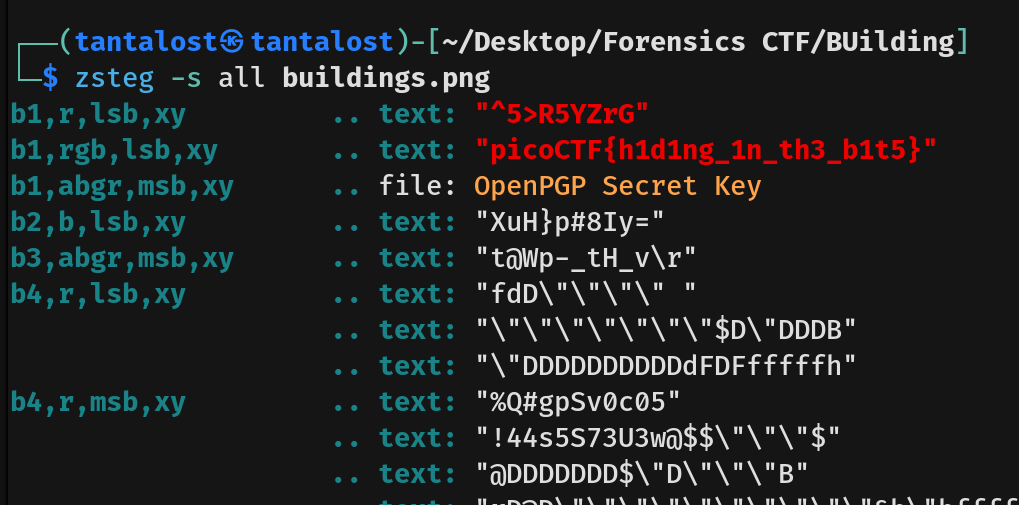 ┌──(tantalost㉿tantalost)-[~/Desktop/Forensics CTF/BUilding]
└─$ zsteg -s all buildings.png
b1,r,lsb,xy .. text: "^5>R5YZrG"
b1,rgb,lsb,xy .. text: "picoCTF{h1d1ng_1n_th3_b1t5}"
b1,abgr,msb,xy .. file: OpenPGP Secret Key
b2,b,lsb,xy .. text: "XuH}p#8Iy="
b3,abgr,msb,xy .. text: "t@Wp-_tH_v\r"
b4,r,lsb,xy .. text: "fdD\"\"\"\" "
.. text: "\"\"\"\"\"\"\"\"$D\"DDDB"
.. text: "\"DDDDDDDDDDdFDFfffffh"
b4,r,msb,xy .. text: "%Q#gpSv0c05"
.. text: "!44s5S73U3w@$$\"\"\"$"
.. text: "@DDDDDDD$\"D\"\"\"B"
.. text: